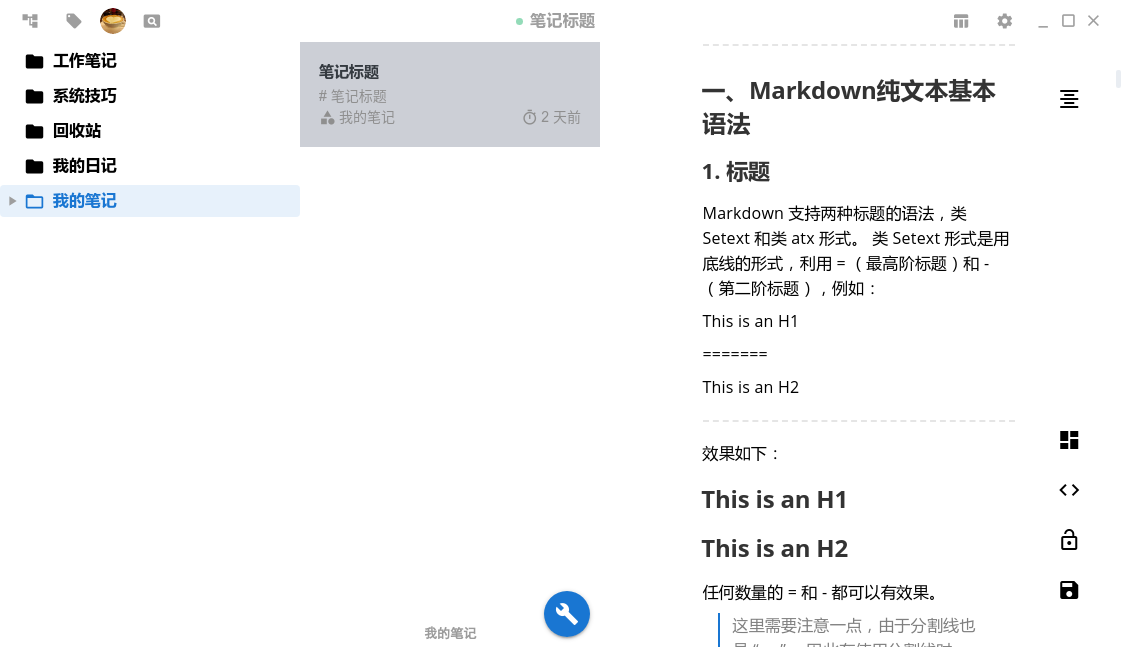 笔记标题
工作笔记
系统技巧
回收站
我的日记
我的笔记
笔记标题
# 笔记标题
我的笔记
2 天前
我的笔记
一、Markdown纯文本基本
语法
1. 标题
Markdown 支持两种标题的语法，类
Setext 和类 atx 形式。 类 Setext 形式是用
底线的形式，利用 = （最高阶标题）和 -
（第二阶标题），例如：
This is an H1
=======
This is an H2
效果如下：
This is an H1
This is an H2
任何数量的 = 和 - 都可以有效果。
这里需要注意一点，由于分割线也